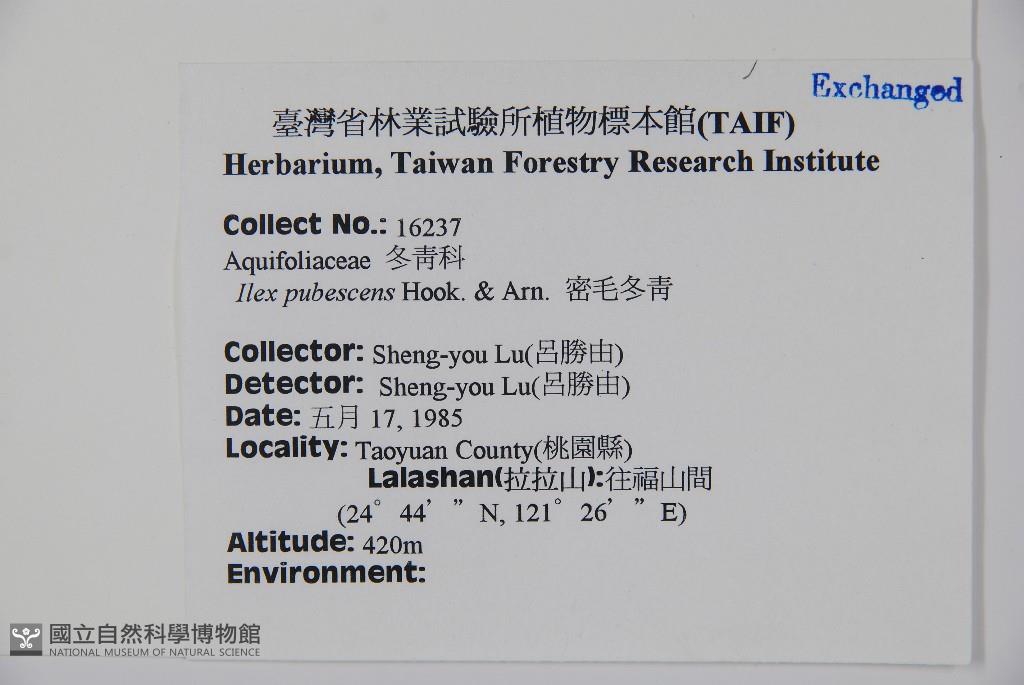 Exchanged
臺灣省林業試驗所植物標本館(TAIF)
Herbarium, Taiwan Forestry Research Institute
Collect No.: 16237
Aquifoliaceae 冬青科
Ilex pubescens Hook. & Arn. 密毛冬青
Collector: Sheng-you Lu(呂勝由)
Detector: Sheng-you Lu(呂勝由)
Date: 五月 17, 1985
Locality: Taoyuan County(桃園縣)
Lalashan(拉拉山):往福山間
(24° 44’ ” N, 121° 26’ ” E)
Altitude: 420m
Environment:
國立自然科學博物館
NATIONAL MUSEUM OF NATURAL SCIENCE